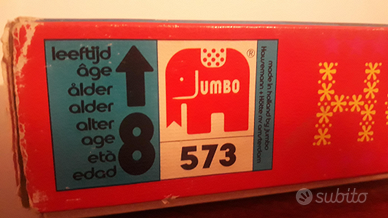 leeftijd
âge
ålder
alder
alter
age
età
edad
8
JUMBO
®
573
made in holland by jumbo
H
subito